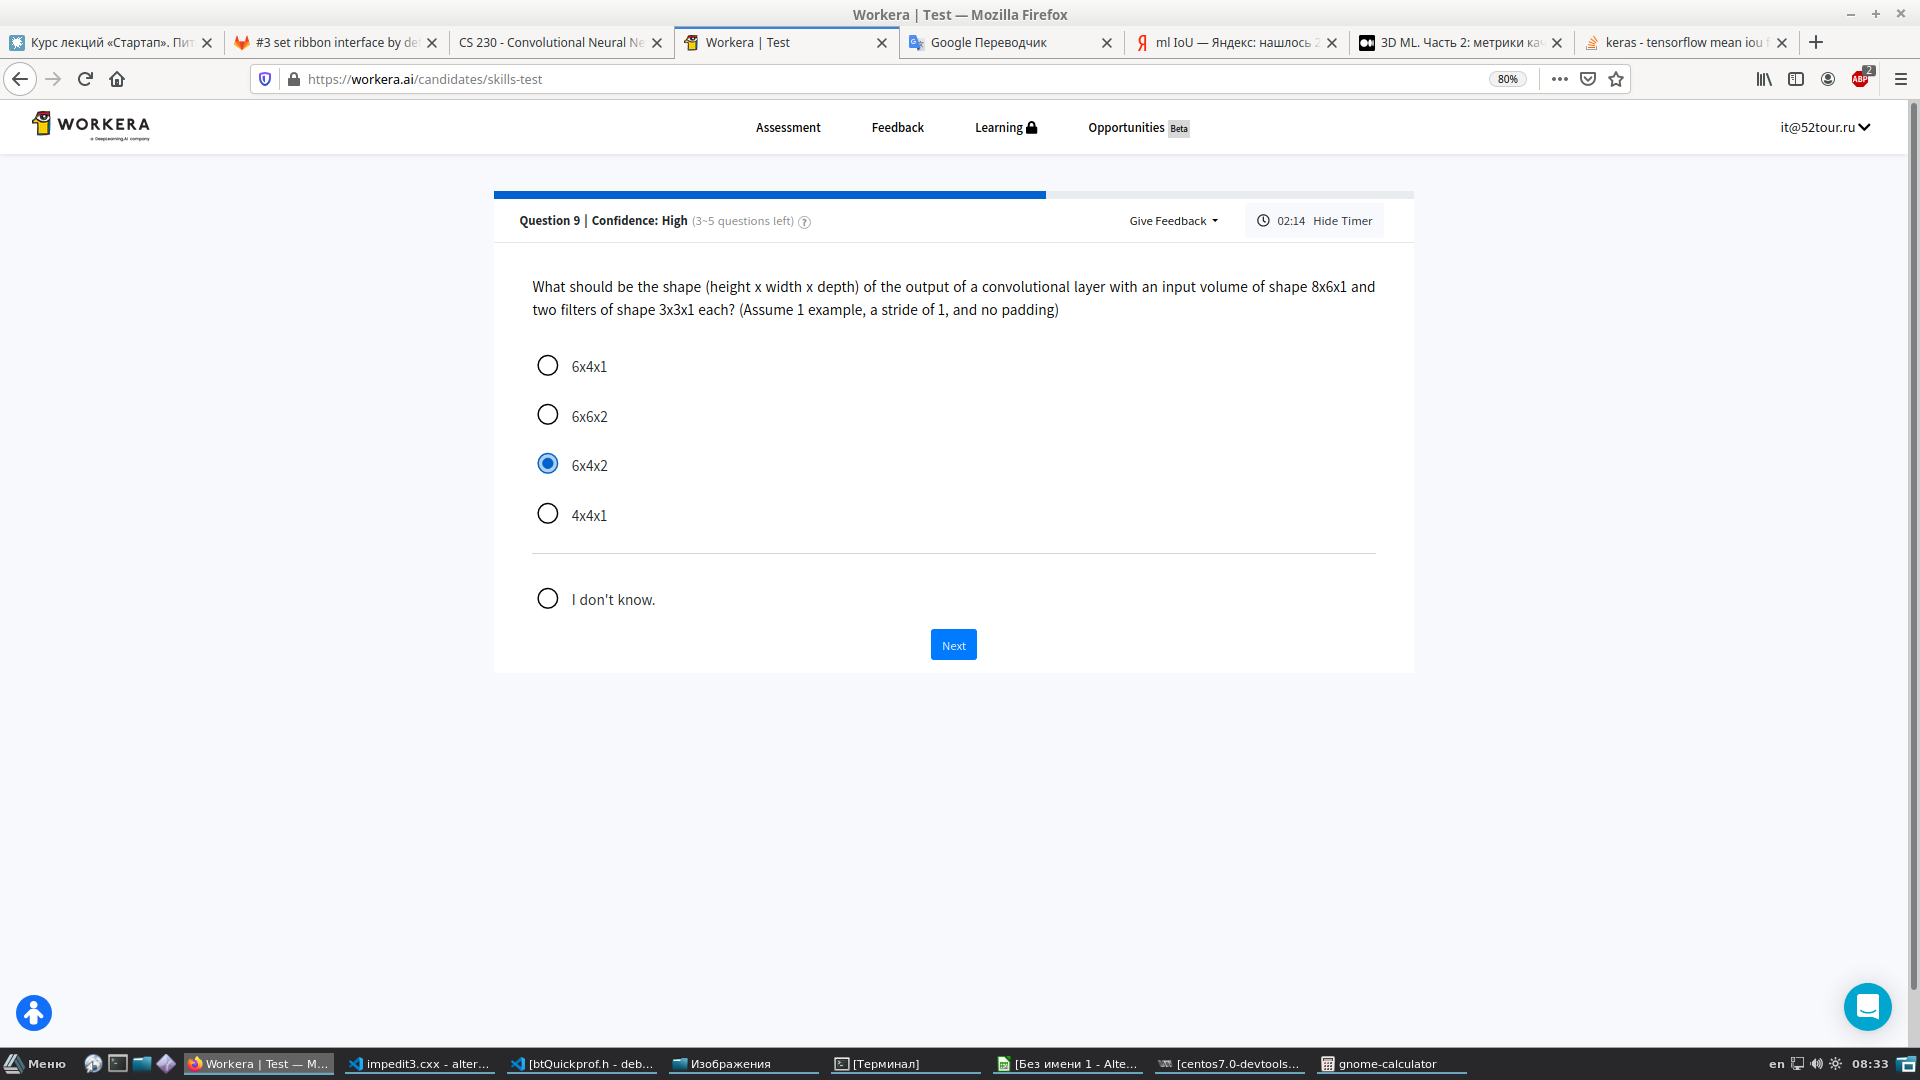 Workera | Test — Mozilla Firefox
Курс лекций «Стартап». Пит
#3 set ribbon interface by de
CS 230 - Convolutional Neural Ne
Workera | Test
Google Переводчик
ml IoU — Яндекс: нашлось 2
3D ML. Часть 2: метрики ка
keras - tensorflow mean iou f
https://workera.ai/candidates/skills-test
80%
ABP
2
WORKERA
a DeepLearning.AI company
Assessment
Feedback
Learning
Opportunities Beta
it@52tour.ru
Question 9 | Confidence: High (3~5 questions left) ?
Give Feedback
02:14 Hide Timer
What should be the shape (height x width x depth) of the output of a convolutional layer with an input volume of shape 8x6x1 and
two filters of shape 3x3x1 each? (Assume 1 example, a stride of 1, and no padding)
6x4x1
6x6x2
6x4x2
4x4x1
I don't know.
Next
Меню
Workera | Test — M...
impedit3.cxx - alter...
[btQuickprof.h - deb...
Изображения
[Терминал]
[Без имени 1 - Alte...
[centos7.0-devtools...
gnome-calculator
en
08:33